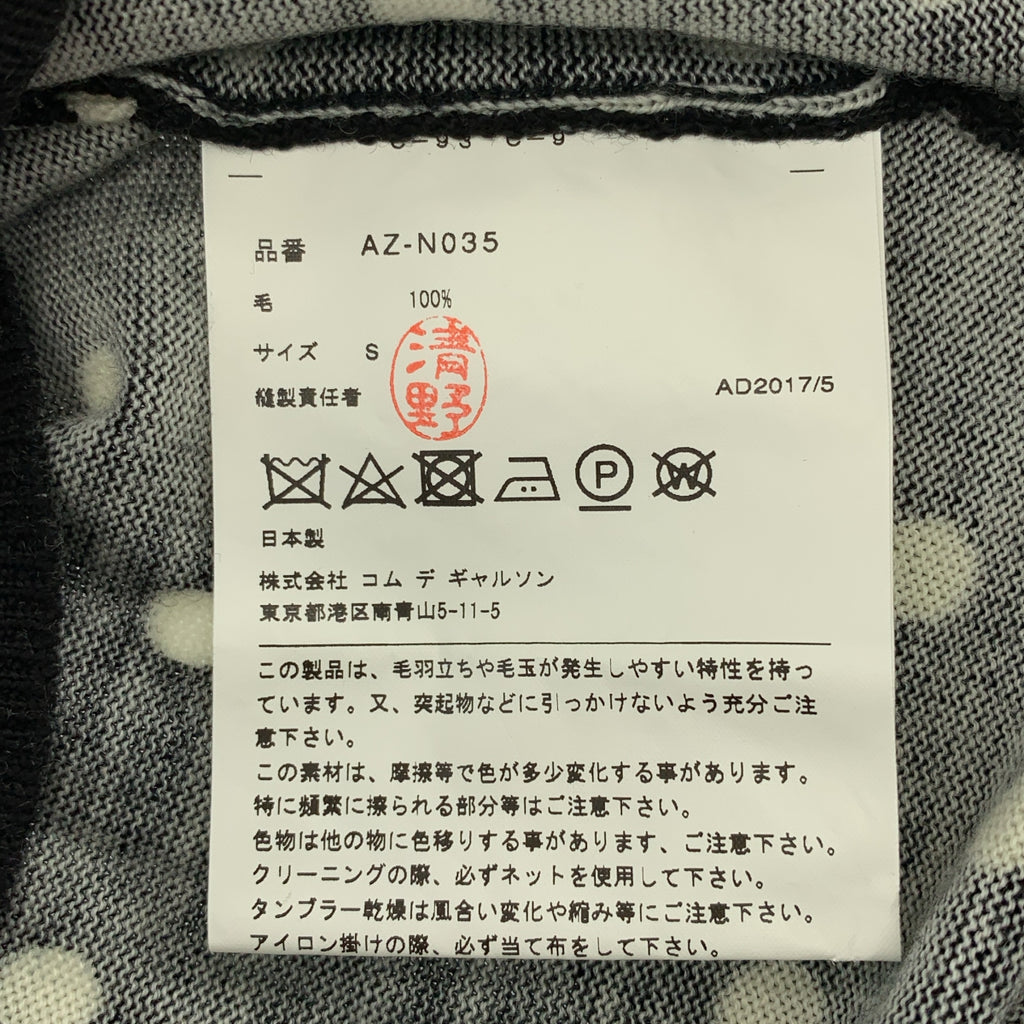 C-93 C-9
品番 AZ-N035
毛 100%
サイズ S
縫製責任者 清野 AD2017/5
P W
日本製
株式会社 コム デ ギャルソン
東京都港区南青山5-11-5
この製品は、毛羽立ちや毛玉が発生しやすい特性を持っ
ています。又、突起物などに引っかけないよう充分ご注
意下さい。
この素材は、摩擦等で色が多少変化する事があります。
特に頻繁に擦られる部分等はご注意下さい。
色物は他の物に色移りする事があります、ご注意下さい。
クリーニングの際、必ずネットを使用して下さい。
タンブラー乾燥は風合い変化や縮み等にご注意下さい。
アイロン掛けの際、必ず当て布をして下さい。